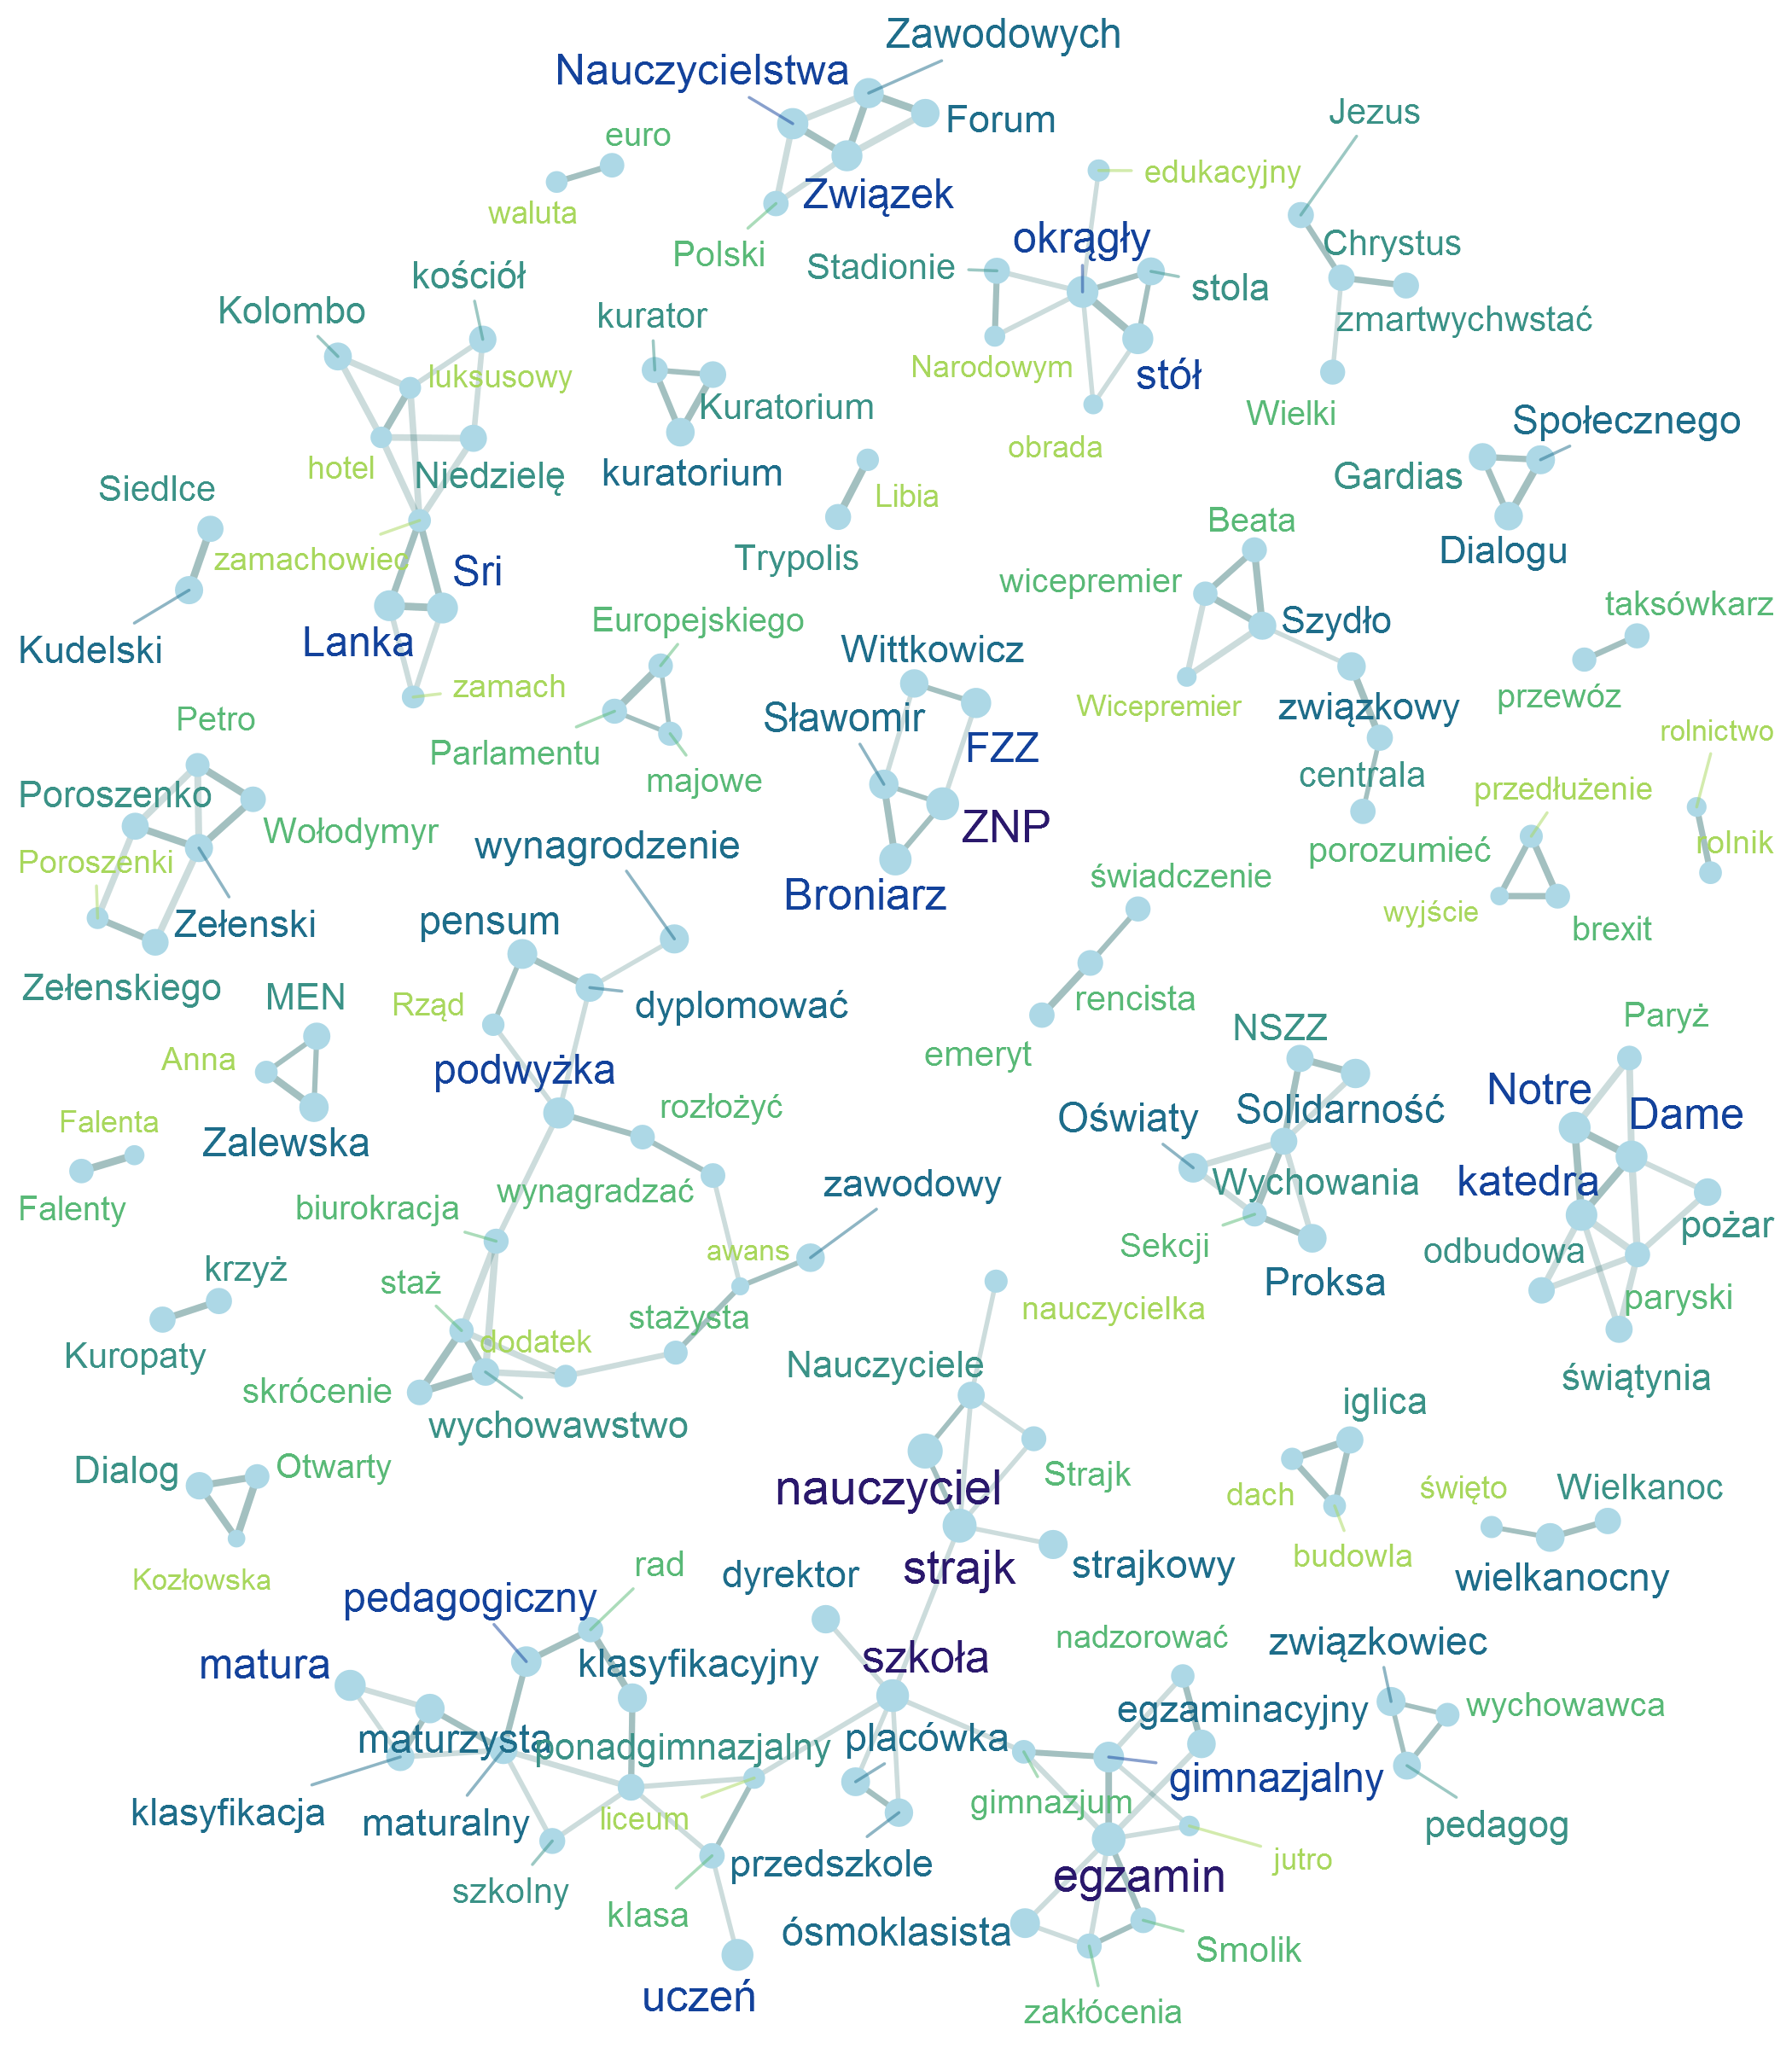 Zawodowych
Nauczycielstwa
Forum
euro
Związek
waluta
Polski
Jezus
edukacyjny
okrągły
Chrystus
Stadionie
stola
kościół
Kolombo
kurator
zmartwychwstać
Narodowym
luksusowy
stół
Kuratorium
Wielki
Społecznego
obrada
hotel
Niedzielę
kuratorium
Gardias
Siedlce
Libia
Beata
Trypolis
Dialogu
zamachowiec
Sri
wicepremier
taksówkarz
Europejskiego
Szydło
Lanka
Kudelski
Wittkowicz
zamach
przewóz
Wicepremier
związkowy
Petro
Sławomir
rolnictwo
Parlamentu
FZZ
majowe
centrala
przedłużenie
Poroszenko
Wołodymyr
ZNP
rolnik
wynagrodzenie
porozumieć
Poroszenki
świadczenie
Broniarz
wyjście
Zełenski
pensum
brexit
Zełenskiego
MEN
Rząd
dyplomować
rencista
Paryż
NSZZ
Anna
emeryt
podwyżka
Notre
Dame
rozłożyć
Solidarność
Oświaty
Falenta
Zalewska
zawodowy
katedra
wynagradzać
Wychowania
Falenty
biurokracja
pożar
Sekcji
awans
odbudowa
krzyż
staż
Proksa
paryski
nauczycielka
stażysta
dodatek
Kuropaty
Nauczyciele
świątynia
skrócenie
iglica
wychowawstwo
Dialog
Otwarty
Strajk
nauczyciel
dach
święto
Wielkanoc
budowla
strajk
strajkowy
Kozłowska
rad
dyrektor
wielkanocny
pedagogiczny
nadzorować
związkowiec
szkoła
matura
klasyfikacyjny
egzaminacyjny
wychowawca
maturzysta
ponadgimnazjalny
placówka
gimnazjalny
klasyfikacja
maturalny
liceum
gimnazjum
pedagog
przedszkole
jutro
egzamin
szkolny
klasa
ósmoklasista
Smolik
uczeń
zakłócenia